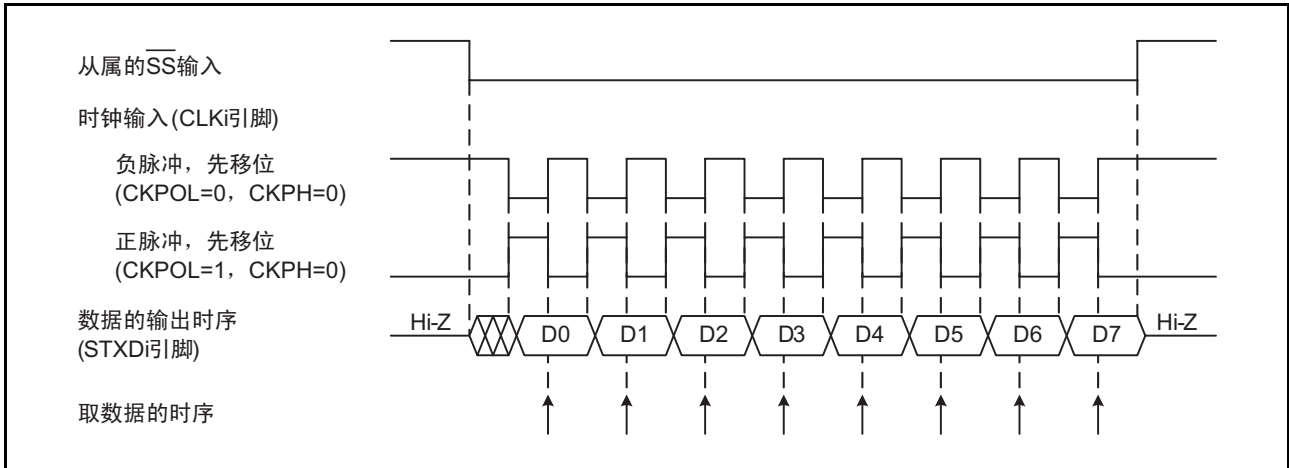 从属的SS输入
时钟输入(CLKi引脚)
负脉冲，先移位
(CKPOL=0，CKPH=0)
正脉冲，先移位
(CKPOL=1，CKPH=0)
数据的输出时序
(STXDi引脚)
Hi-Z D0 D1 D2 D3 D4 D5 D6 D7 Hi-Z
取数据的时序